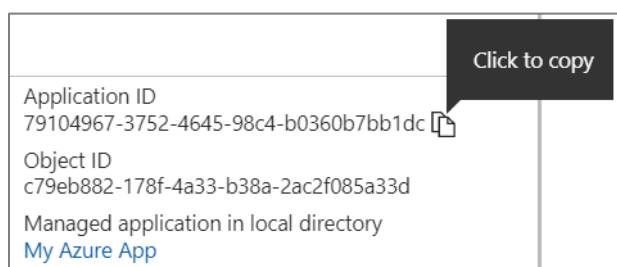 Click to copy
Application ID
79104967-3752-4645-98c4-b0360b7bb1dc
Object ID
c79eb882-178f-4a33-b38a-2ac2f085a33d
Managed application in local directory
My Azure App